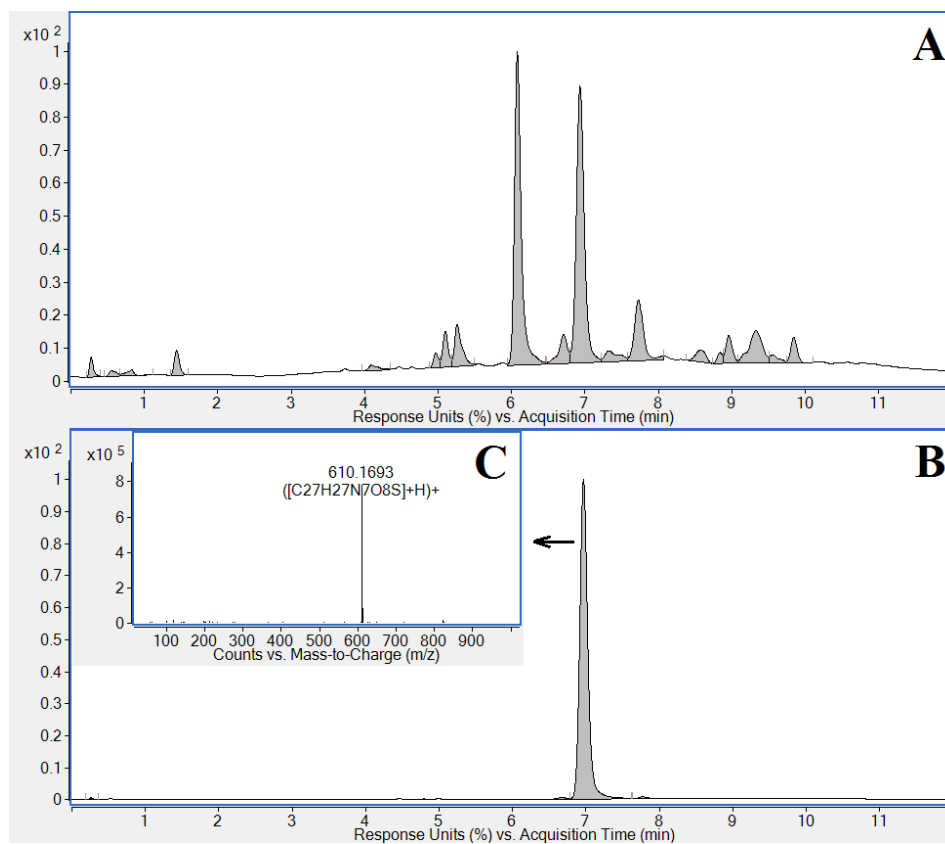 x10 2
A
1
0.9
0.8
0.7
0.6
0.5
0.4
0.3
0.2
0.1
0
1 2 3 4 5 6 7 8 9 10 11
Response Units (%) vs. Acquisition Time (min)
x10 2
B
1
0.9
0.8
0.7
0.6
0.5
0.4
0.3
0.2
0.1
0
1 2 3 4 5 6 7 8 9 10 11
Response Units (%) vs. Acquisition Time (min)
x10 5
C
610.1693
([C27H27N7O8S]+H)+
8
6
4
2
0
100 200 300 400 500 600 700 800 900
Counts vs. Mass-to-Charge (m/z)